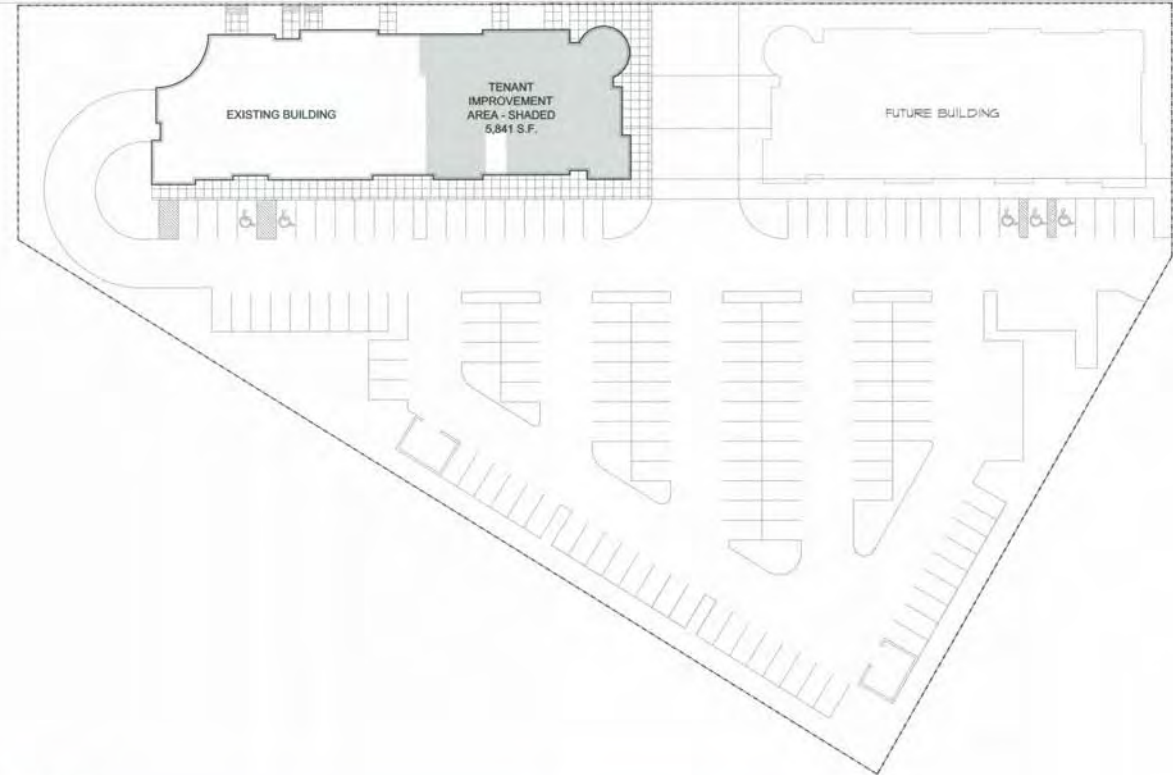 EXISTING BUILDING
TENANT
IMPROVEMENT
AREA - SHADED
5,841 S.F.
FUTURE BUILDING